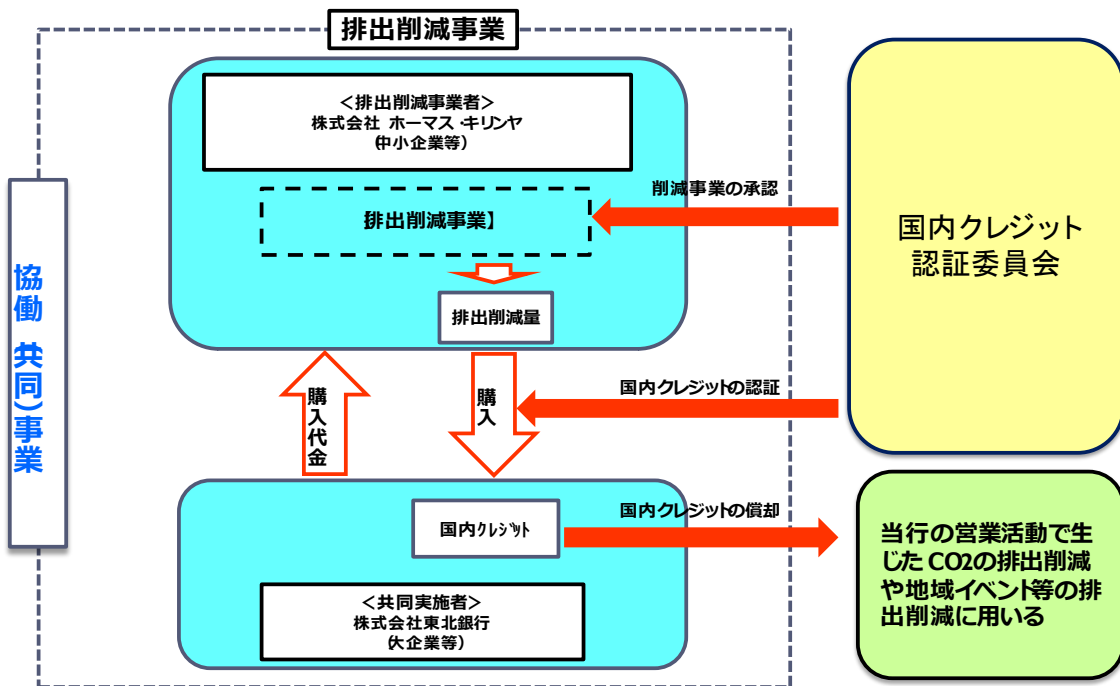 排出削減事業
<排出削減事業者>
株式会社 ホーマス・キリンヤ
(中小企業等)
削減事業の承認
【排出削減事業】
国内クレジット
認証委員会
排出削減量
協働(共同)事業
購入代金
購入
国内クレジットの認証
国内クレジット
国内クレジットの償却
当行の営業活動で生
じたCO2の排出削減
や地域イベント等の排
出削減に用いる
<共同実施者>
株式会社東北銀行
(大企業等)